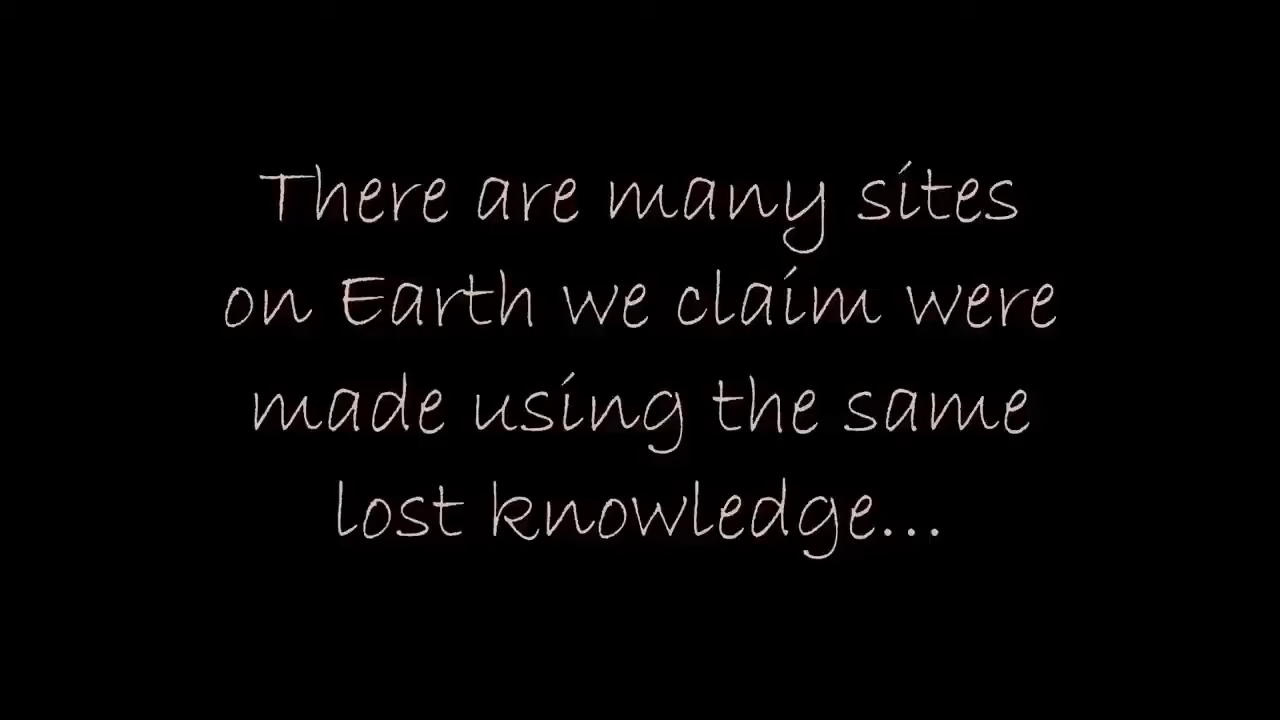 There are many sites
on Earth we claim were
made using the same
lost knowledge...